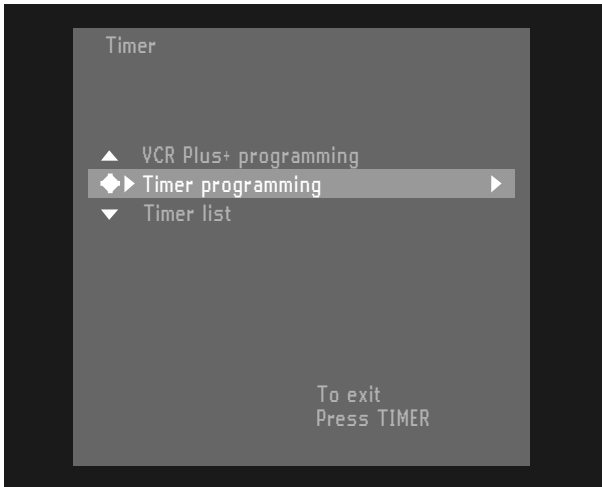 Timer
VCR Plus+ programming
Timer programming
Timer list
To exit
Press TIMER